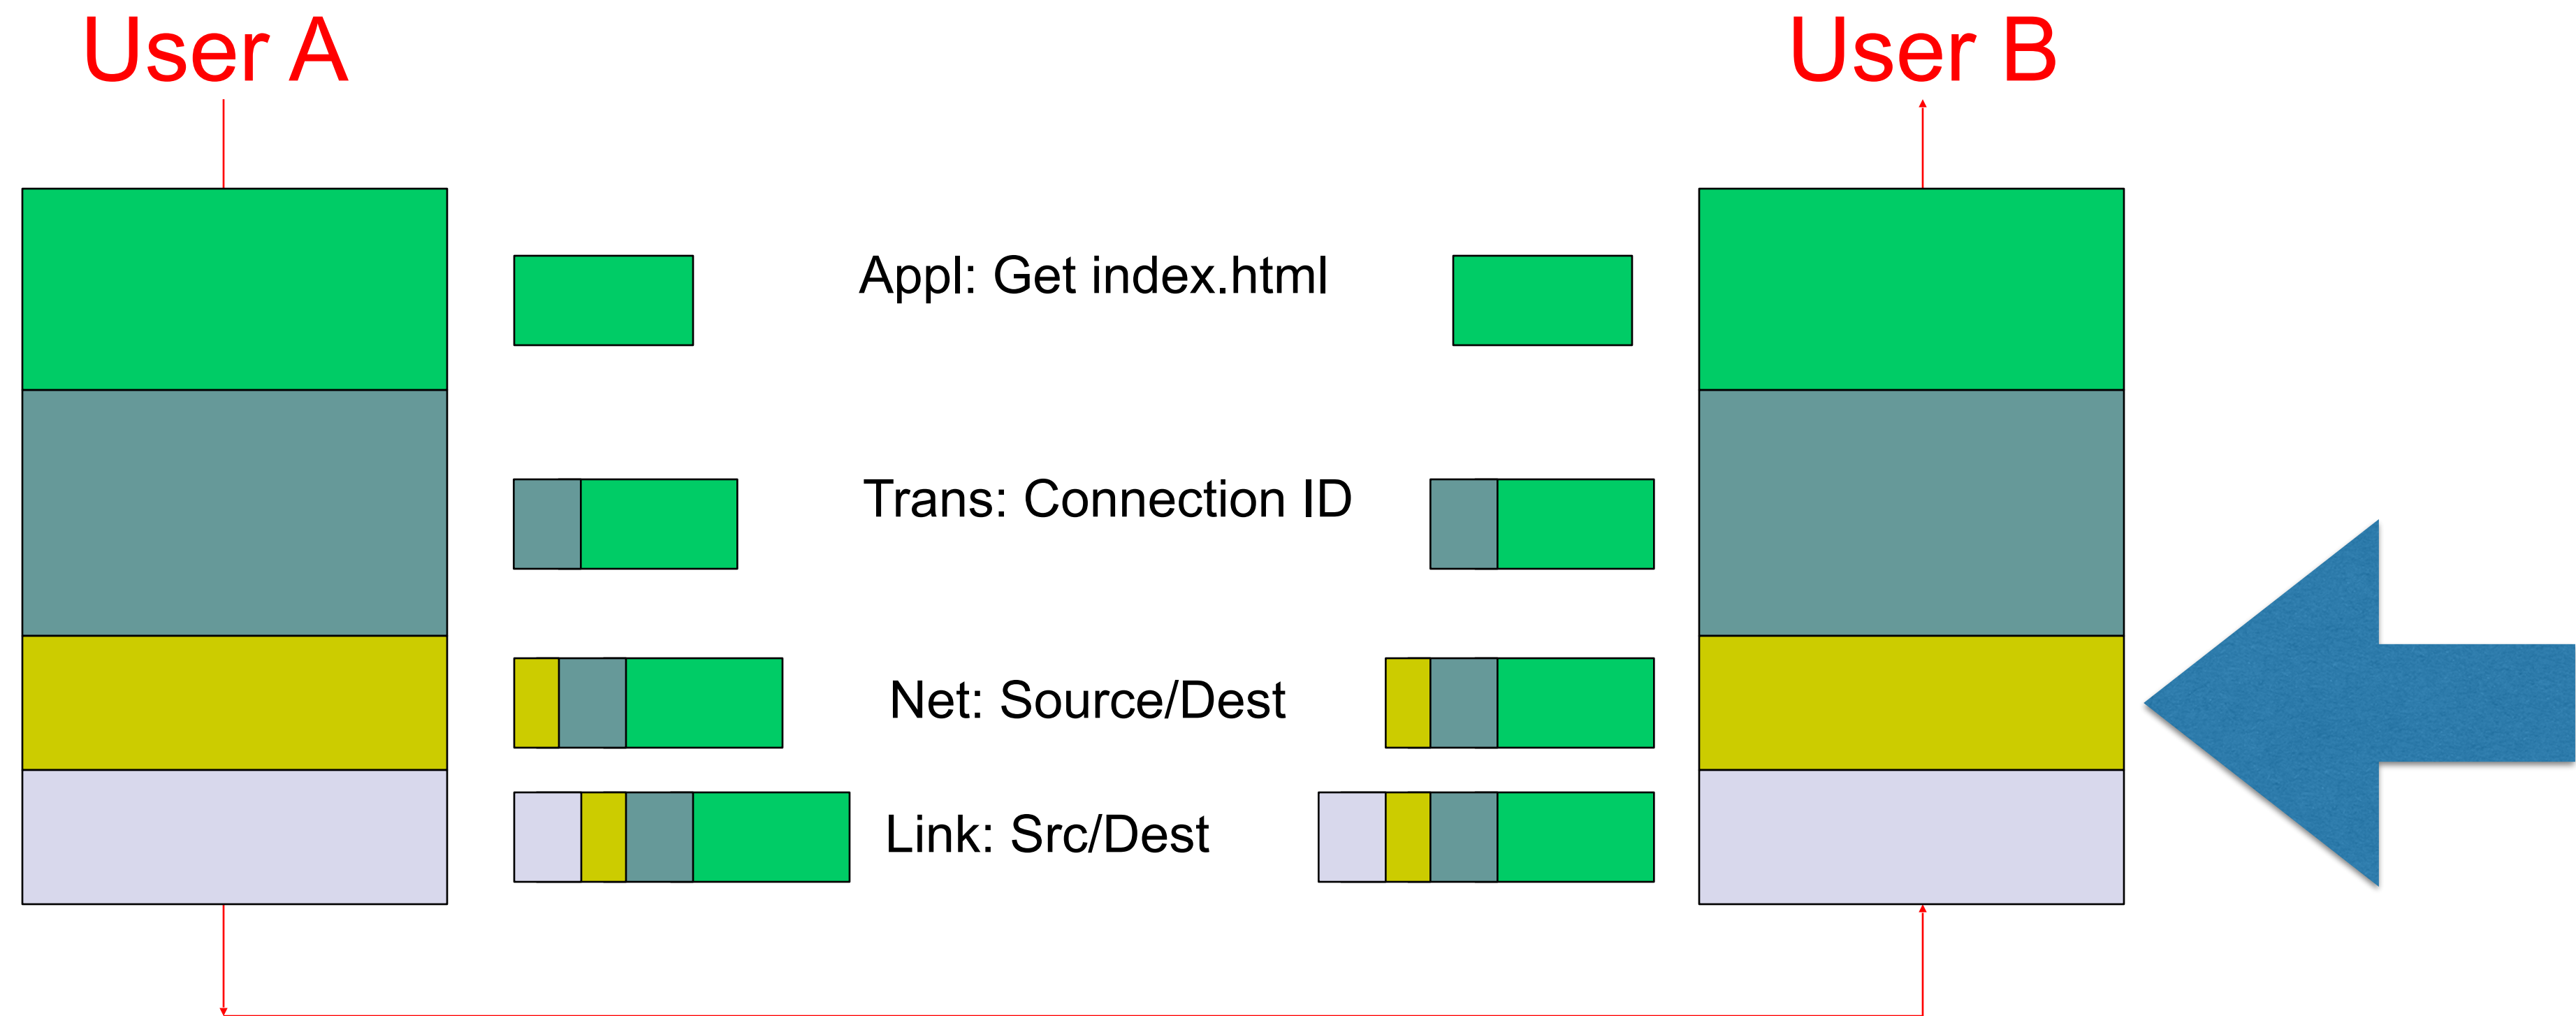 User A
User B
Appl: Get index.html
Trans: Connection ID
Net: Source/Dest
Link: Src/Dest